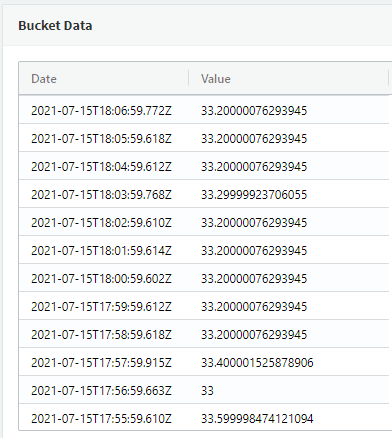 Bucket Data
Date Value
2021-07-15T18:06:59.772Z 33.20000076293945
2021-07-15T18:05:59.618Z 33.20000076293945
2021-07-15T18:04:59.612Z 33.20000076293945
2021-07-15T18:03:59.768Z 33.29999923706055
2021-07-15T18:02:59.610Z 33.20000076293945
2021-07-15T18:01:59.614Z 33.20000076293945
2021-07-15T18:00:59.602Z 33.20000076293945
2021-07-15T17:59:59.612Z 33.20000076293945
2021-07-15T17:58:59.618Z 33.20000076293945
2021-07-15T17:57:59.915Z 33.400001525878906
2021-07-15T17:56:59.663Z 33
2021-07-15T17:55:59.610Z 33.599998474121094